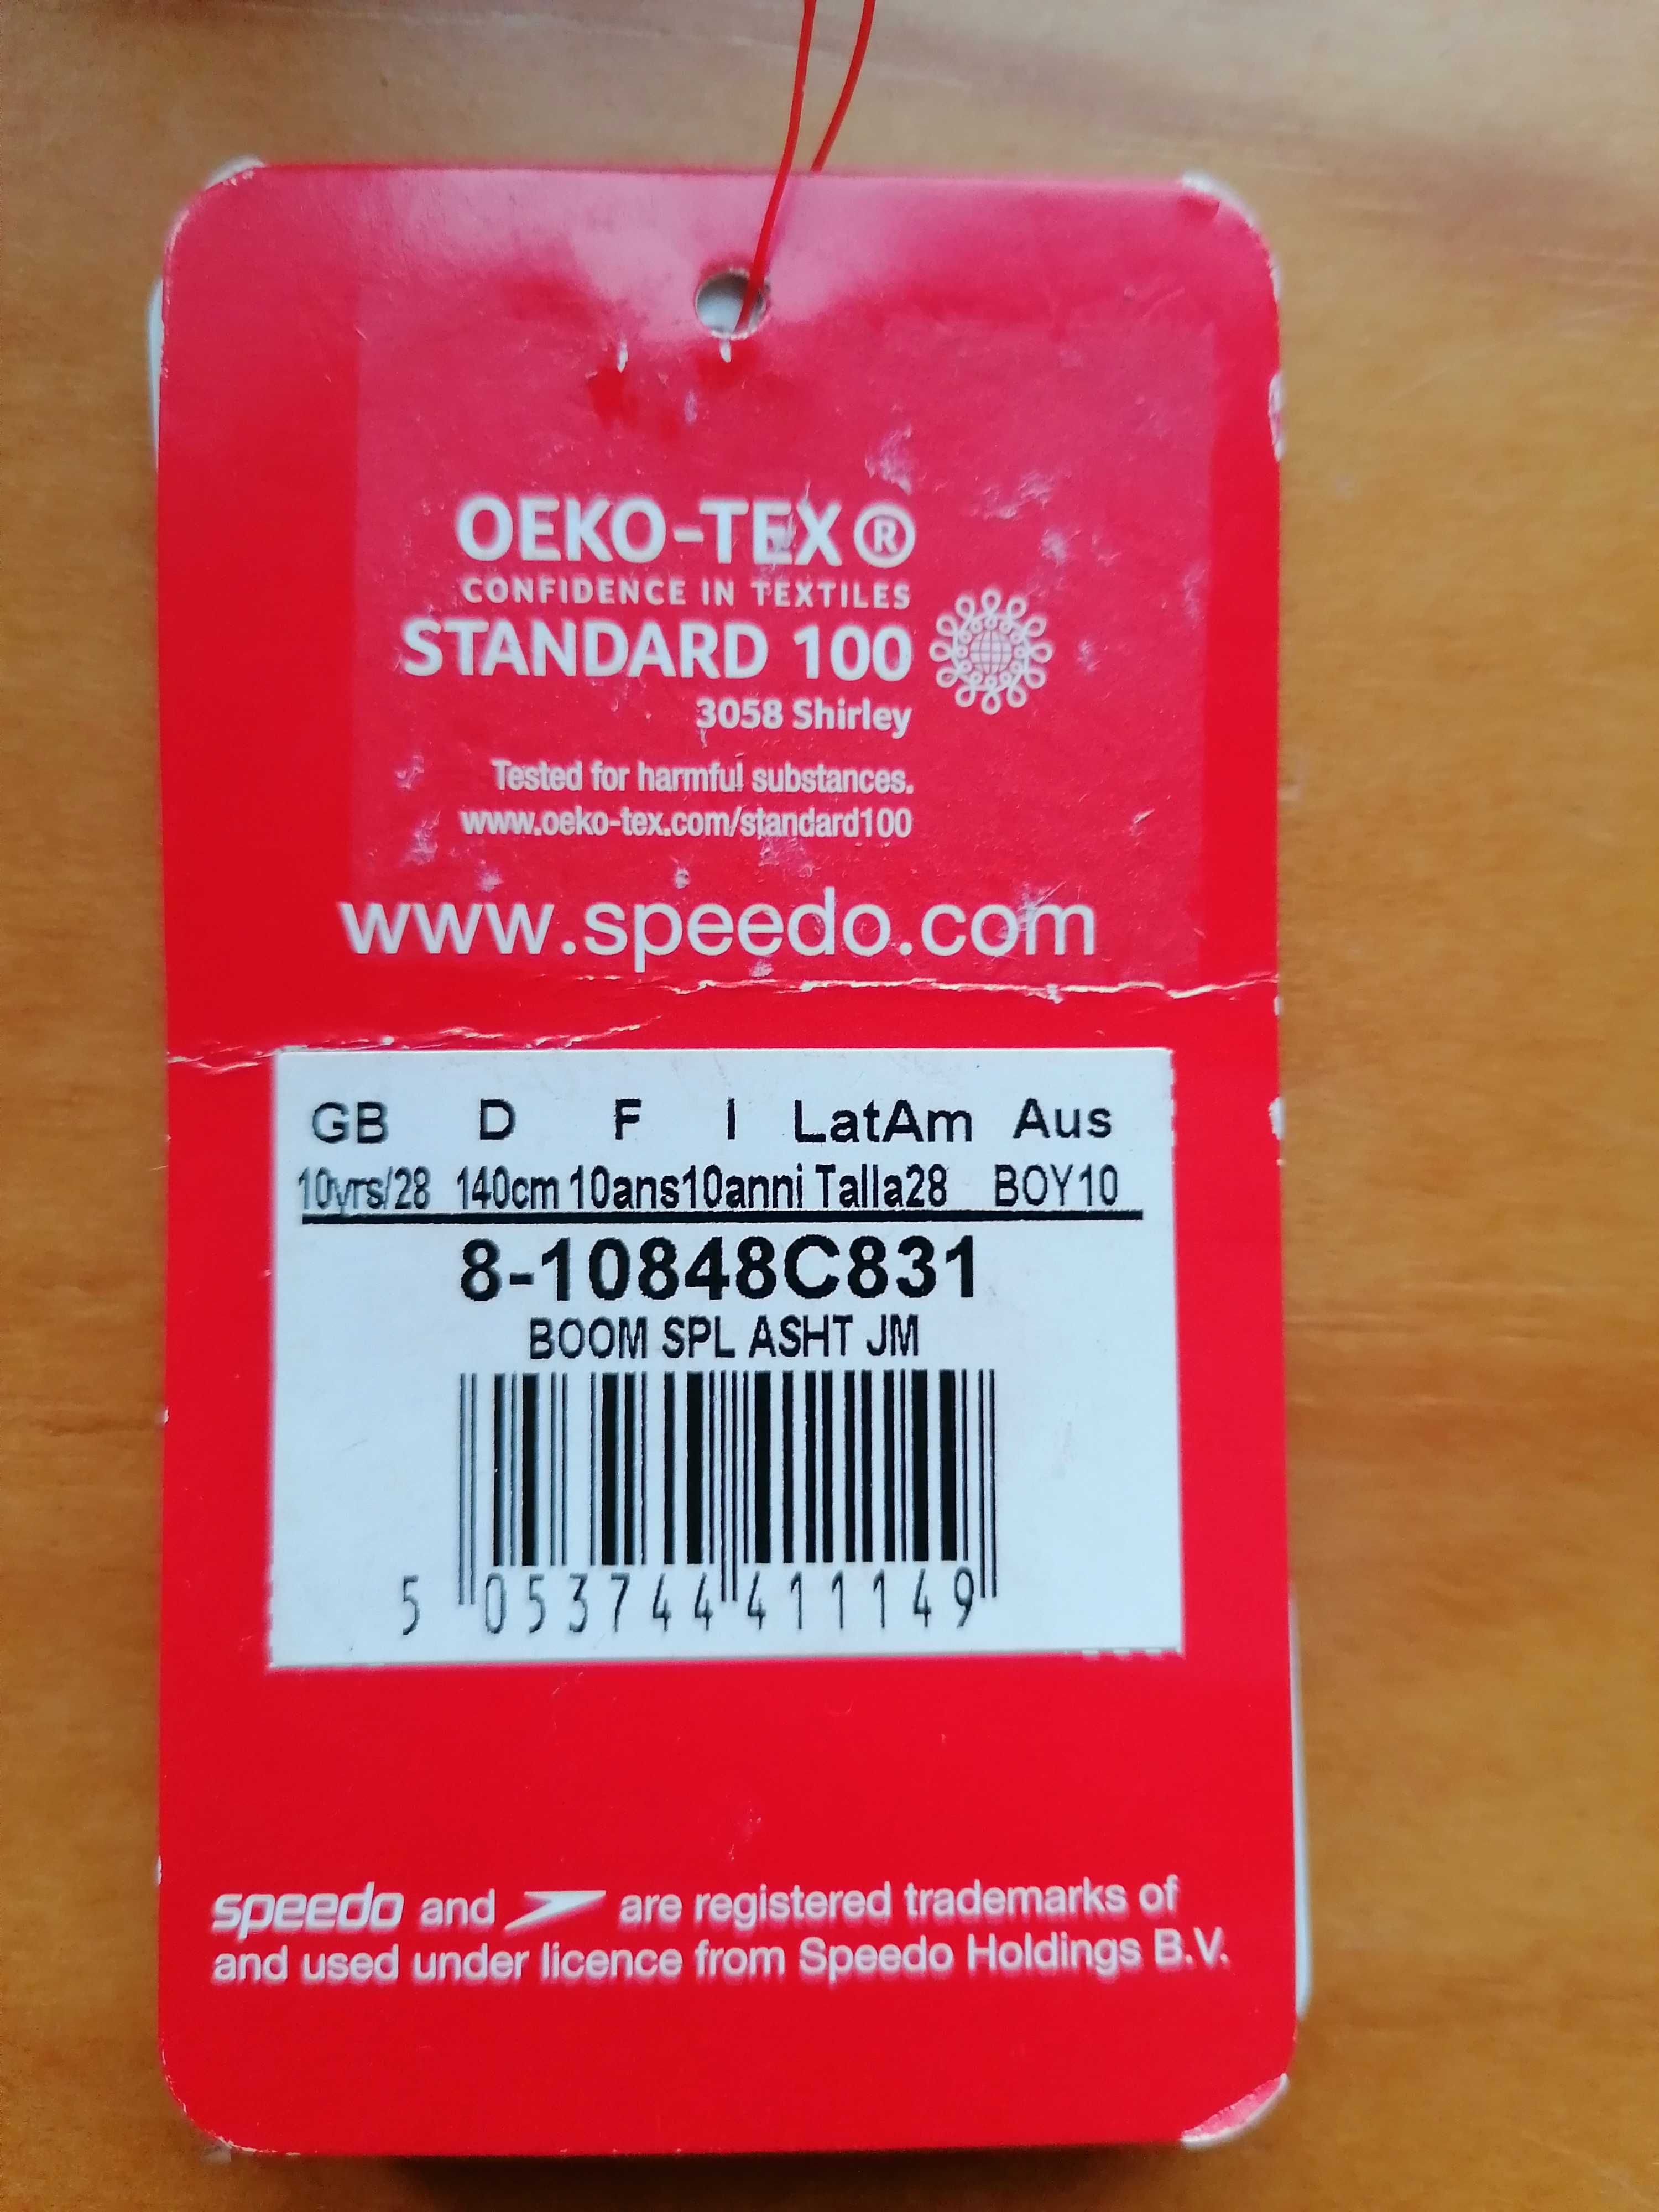 OEKO-TEX®
CONFIDENCE IN TEXTILES
STANDARD 100
3058 Shirley
Tested for harmful substances.
www.oeko-tex.com/standard100
www.speedo.com
GB D F I LatAm Aus
10yrs/28 140cm 10ans 10anni Talla28 BOY10
8-10848C831
BOOM SPL ASHT JM
5 053744 411149
speedo and are registered trademarks of
and used under licence from Speedo Holdings B.V.